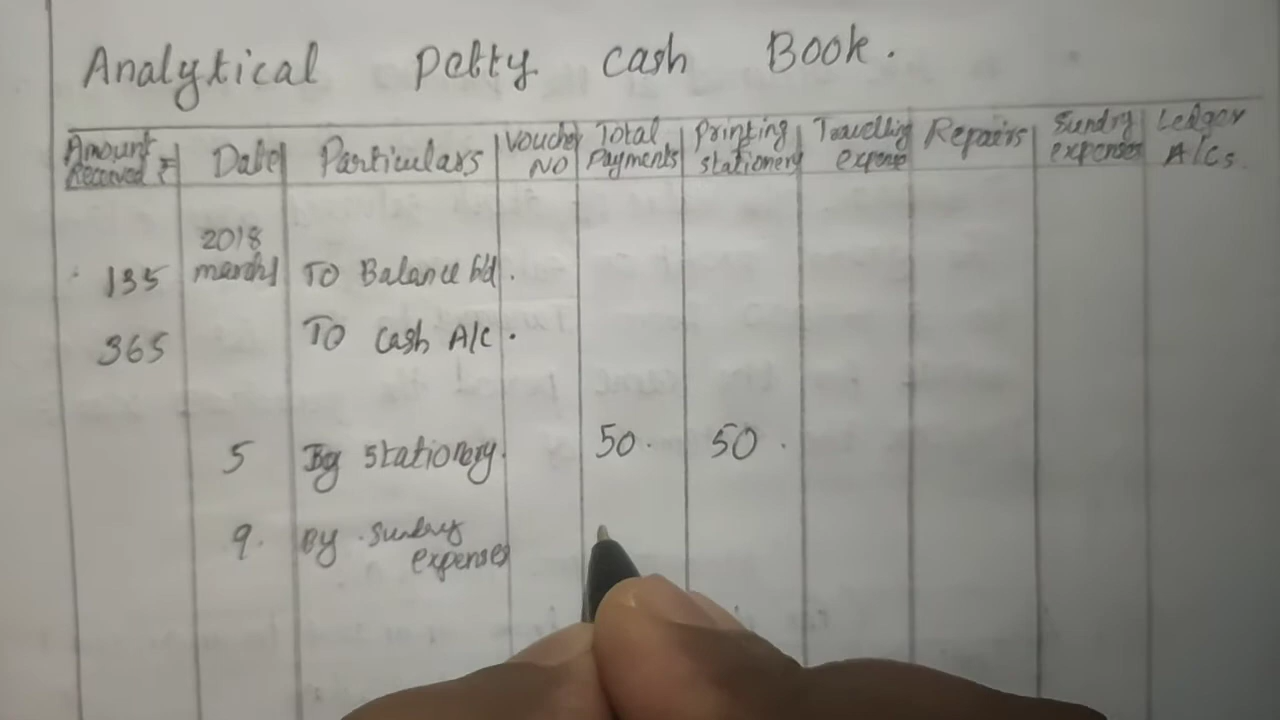 Analytical Petty cash Book.
Amount Received ₹ Date Particulars Voucher NO Total Payments Printing stationery Travelling expense Repairs Sundry expenses Ledger A/Cs.
2018
135 march 1 TO Balance b/d.
365 TO Cash A/C.
5 By Stationery. 50. 50.
9. By Sundry
expenses